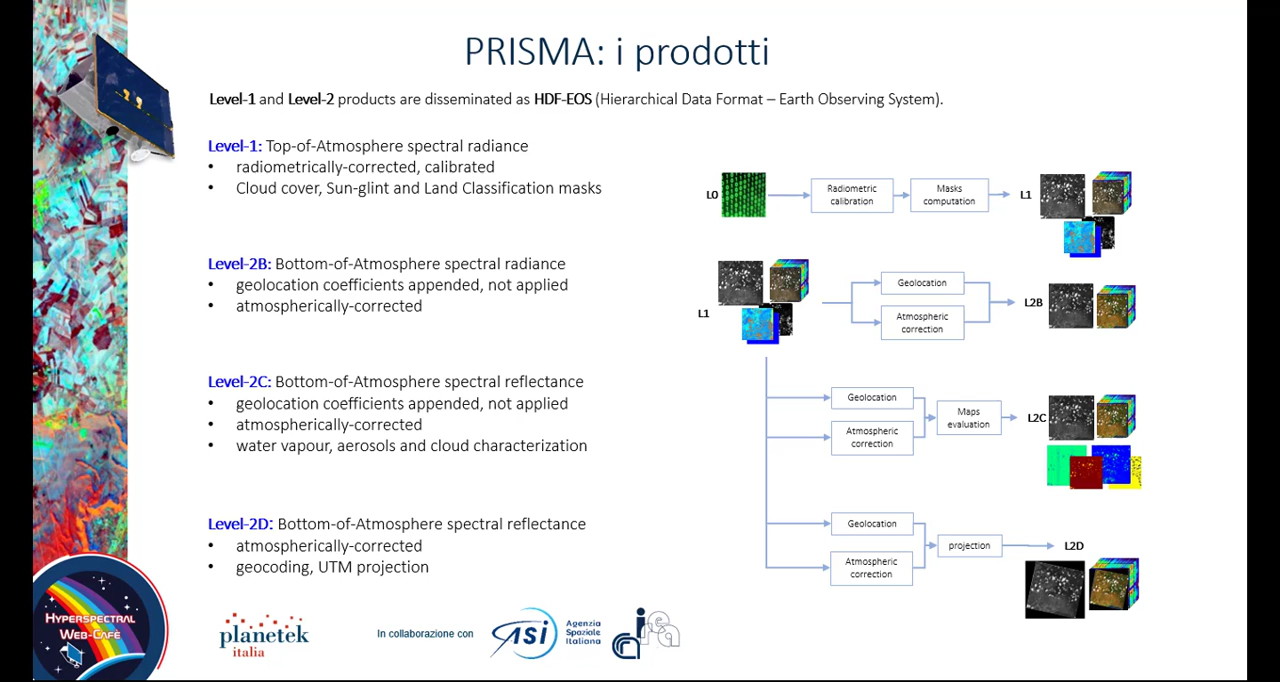 PRISMA: i prodotti
Level-1 and Level-2 products are disseminated as HDF-EOS (Hierarchical Data Format – Earth Observing System).
Level-1: Top-of-Atmosphere spectral radiance
• radiometrically-corrected, calibrated
• Cloud cover, Sun-glint and Land Classification masks
L0
Radiometric
calibration
Masks
computation
L1
Level-2B: Bottom-of-Atmosphere spectral radiance
• geolocation coefficients appended, not applied
• atmospherically-corrected
L1
Geolocation
Atmospheric
correction
L2B
Level-2C: Bottom-of-Atmosphere spectral reflectance
• geolocation coefficients appended, not applied
• atmospherically-corrected
• water vapour, aerosols and cloud characterization
Geolocation
Atmospheric
correction
Maps
evaluation
L2C
Level-2D: Bottom-of-Atmosphere spectral reflectance
• atmospherically-corrected
• geocoding, UTM projection
Geolocation
Atmospheric
correction
projection
L2D
HYPERSPECTRAL
WEB-CAFÈ
planetek
italia
In collaborazione con
ASI
Agenzia
Spaziale
Italiana